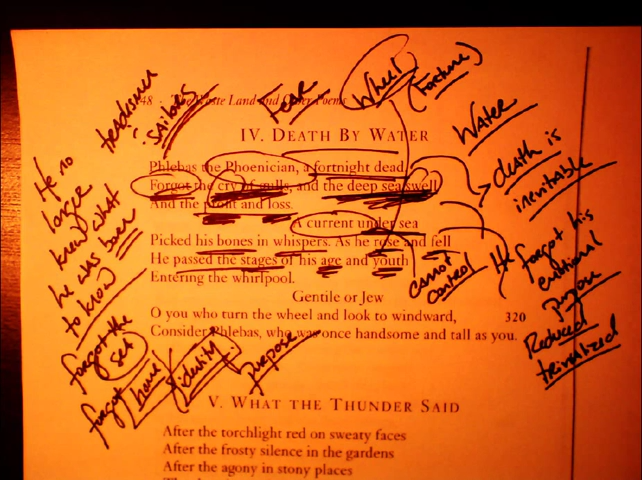 48 The Waste Land and Other Poems
tradesmen
sailors
Fear
Wheel
(Fortune)
Water
IV. DEATH BY WATER
Phlebas the Phoenician, a fortnight dead,
Forgot the cry of gulls, and the deep sea swell
And the profit and loss.
A current under sea
Picked his bones in whispers. As he rose and fell
He passed the stages of his age and youth
Entering the whirlpool.
Gentile or Jew
O you who turn the wheel and look to windward, 320
Consider Phlebas, who was once handsome and tall as you.
death is
inevitable
cannot
control
He forgot his
Reduced
trivialized
He no
longer
knew what
he was
to know
forgot the
sea
forgot home
identity
purpose
V. WHAT THE THUNDER SAID
After the torchlight red on sweaty faces
After the frosty silence in the gardens
After the agony in stony places